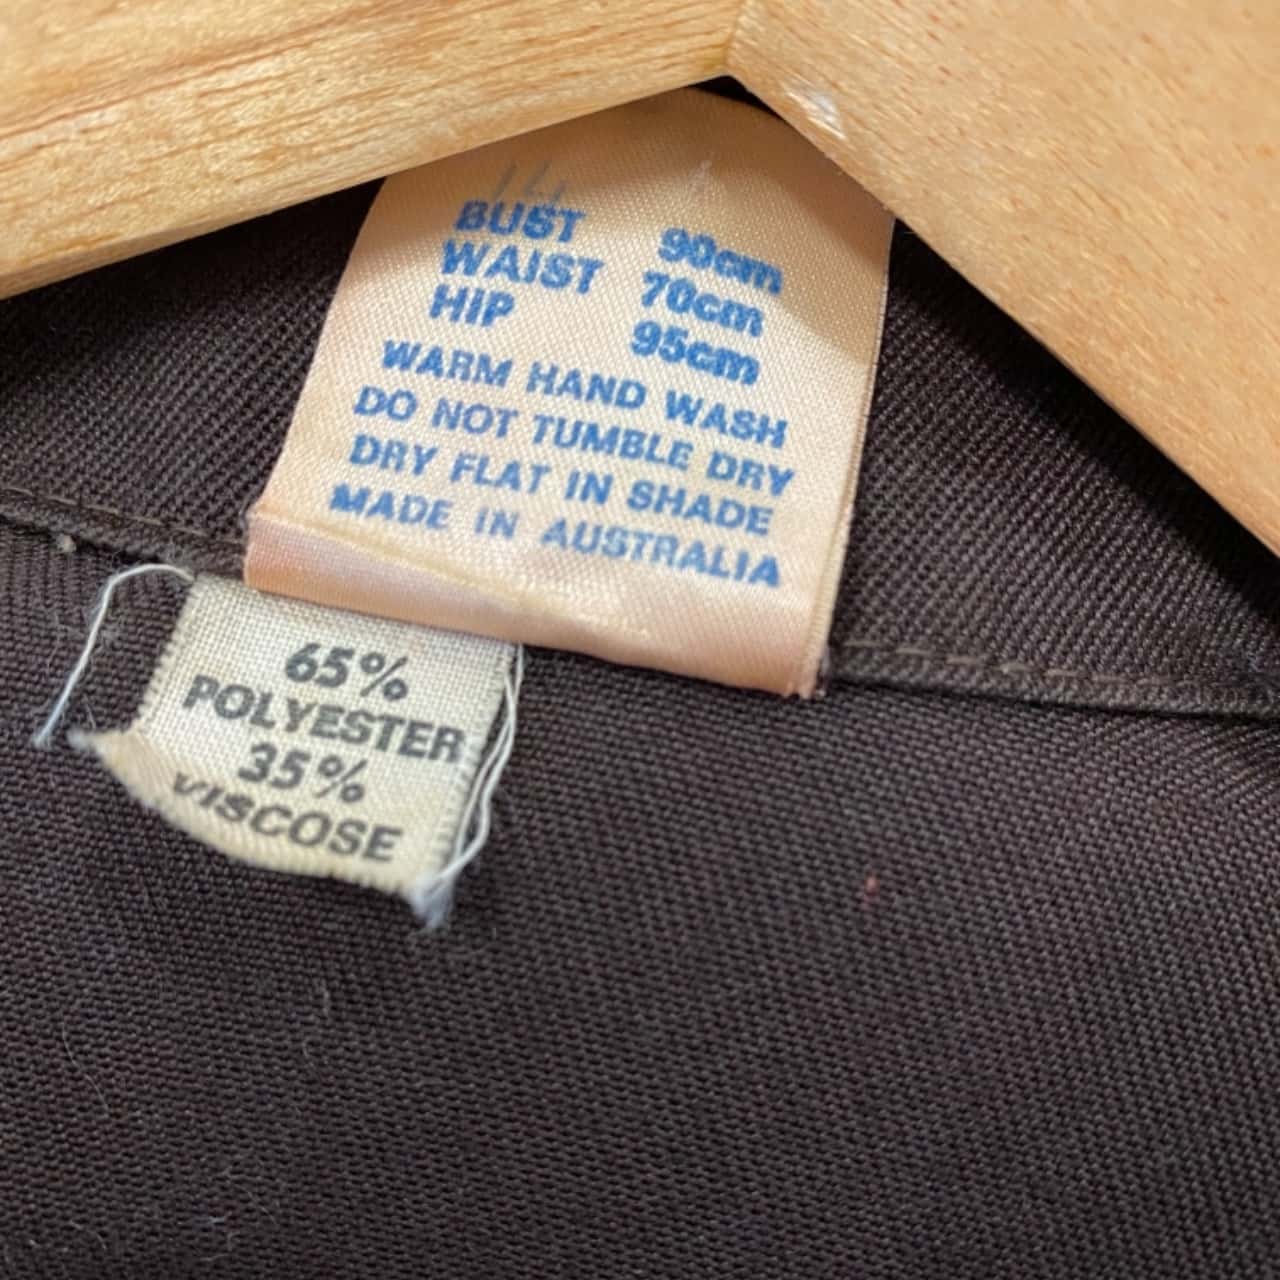 14
BUST 90cm
WAIST 70cm
HIP 95cm
WARM HAND WASH
DO NOT TUMBLE DRY
DRY FLAT IN SHADE
MADE IN AUSTRALIA
65%
POLYESTER
35%
VISCOSE